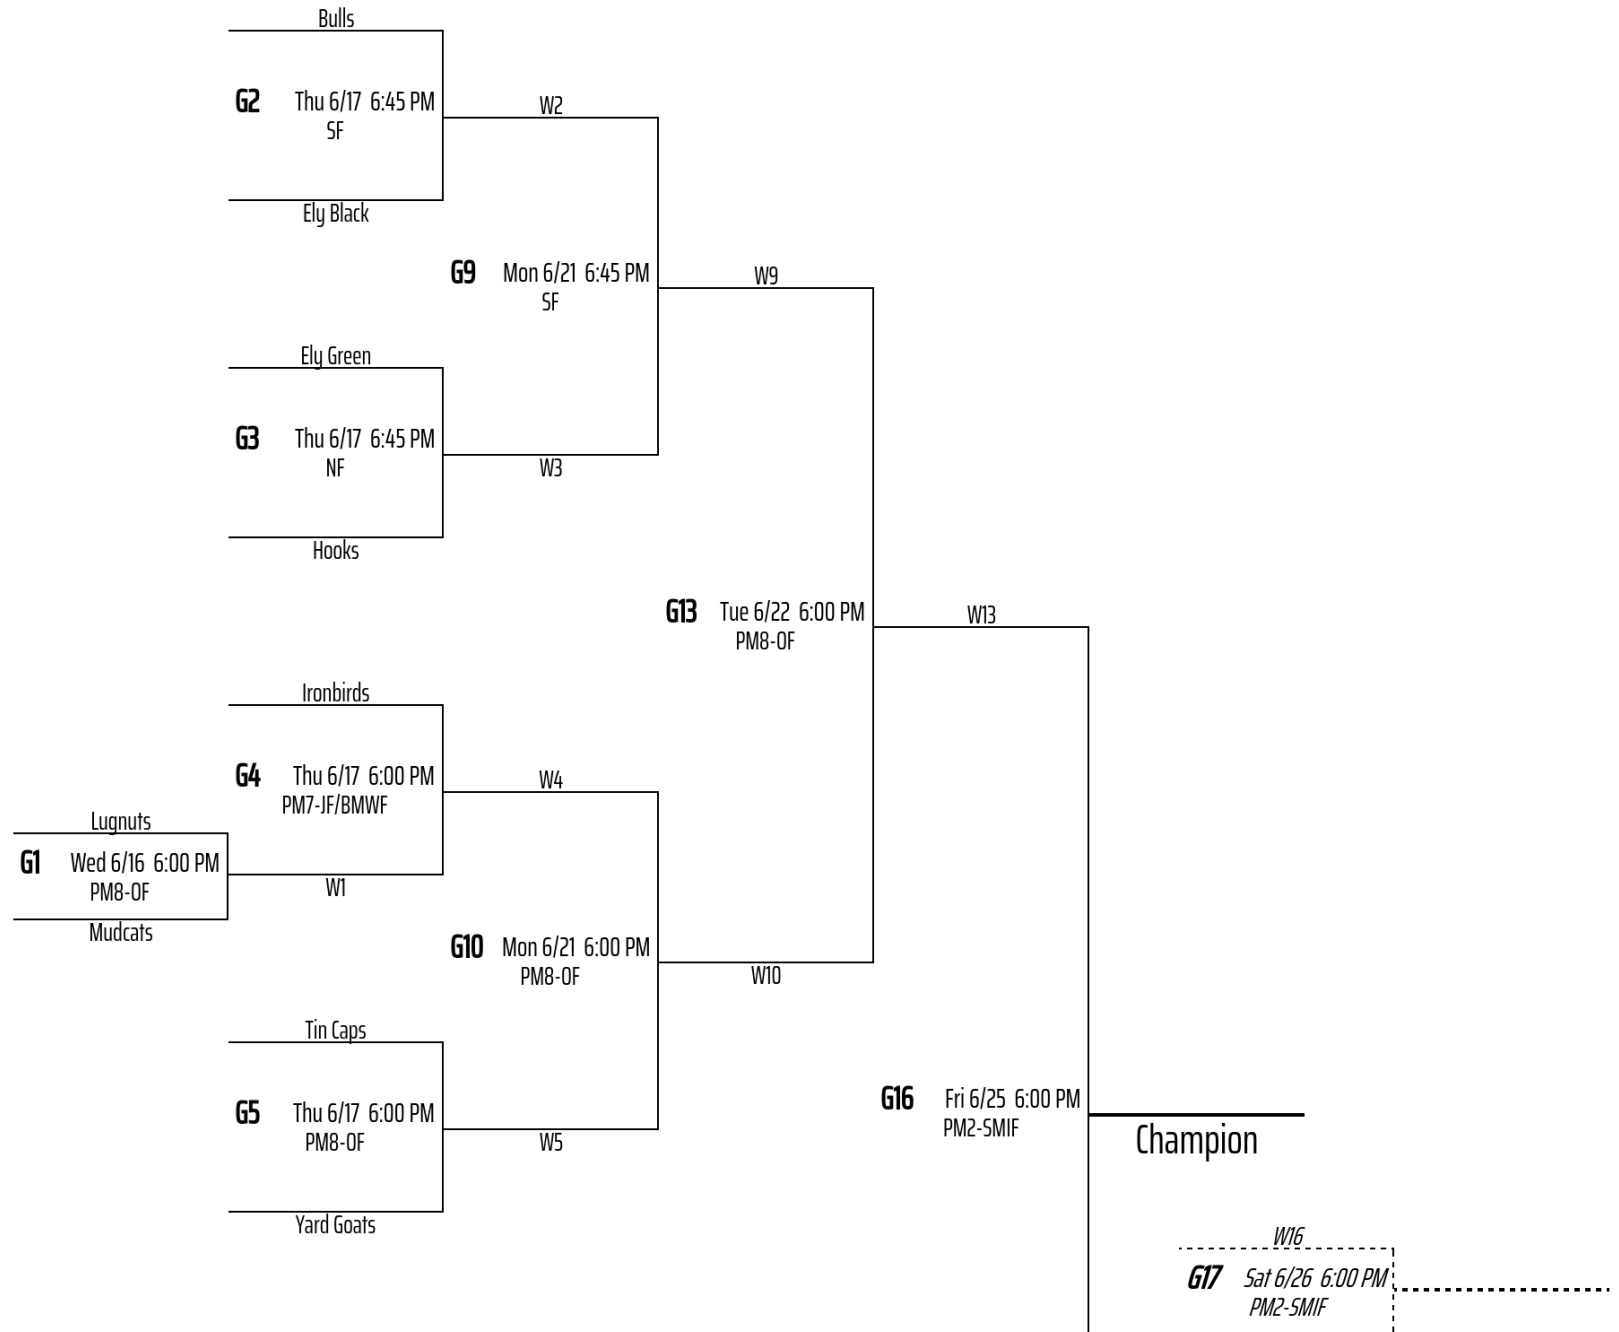 Bulls
G2 Thu 6/17 6:45 PM
SF
W2
Ely Black
G9 Mon 6/21 6:45 PM
SF
W9
Ely Green
G3 Thu 6/17 6:45 PM
NF
W3
Hooks
G13 Tue 6/22 6:00 PM
PM8-OF
W13
Ironbirds
G4 Thu 6/17 6:00 PM
PM7-JF/BMWF
W4
Lugnuts
G1 Wed 6/16 6:00 PM
PM8-OF
W1
Mudcats
G10 Mon 6/21 6:00 PM
PM8-OF
W10
Tin Caps
G5 Thu 6/17 6:00 PM
PM8-OF
W5
Yard Goats
G16 Fri 6/25 6:00 PM
PM2-SMIF
Champion
W16
G17 Sat 6/26 6:00 PM
PM2-SMIF